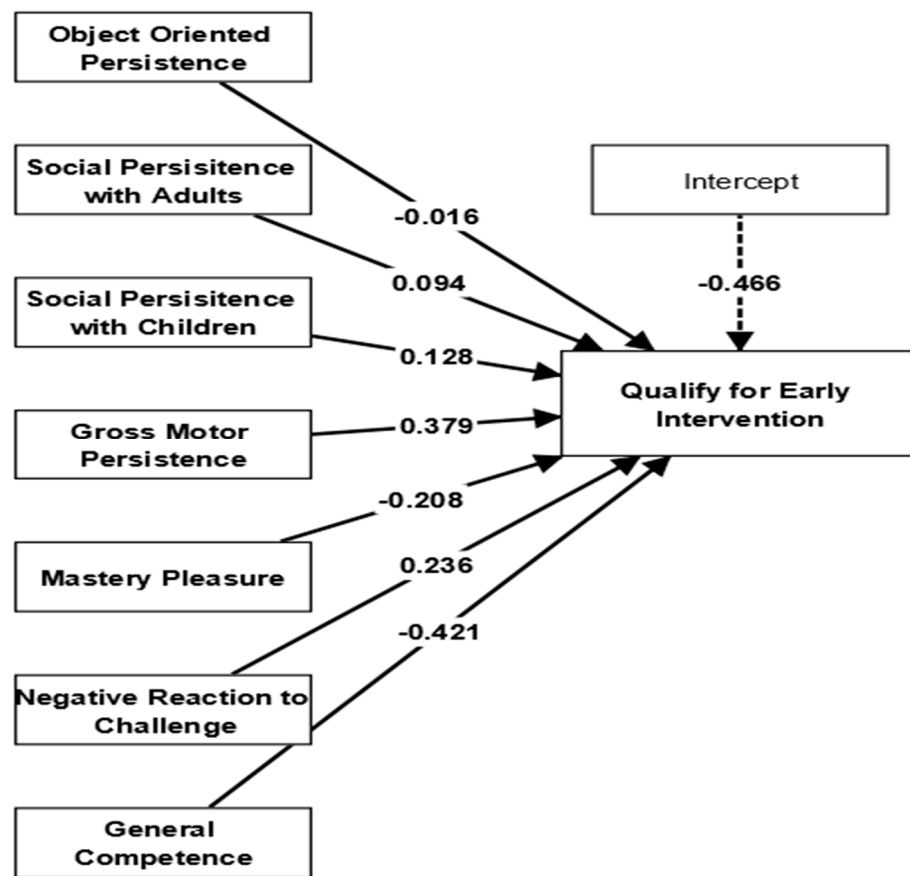 Object Oriented
Persistence
Social Persisitence
with Adults
Intercept
-0.016
0.094
-0.466
Social Persisitence
with Children
0.128
Qualify for Early
Intervention
Gross Motor
Persistence
0.379
-0.208
Mastery Pleasure
0.236
-0.421
Negative Reaction to
Challenge
General
Competence